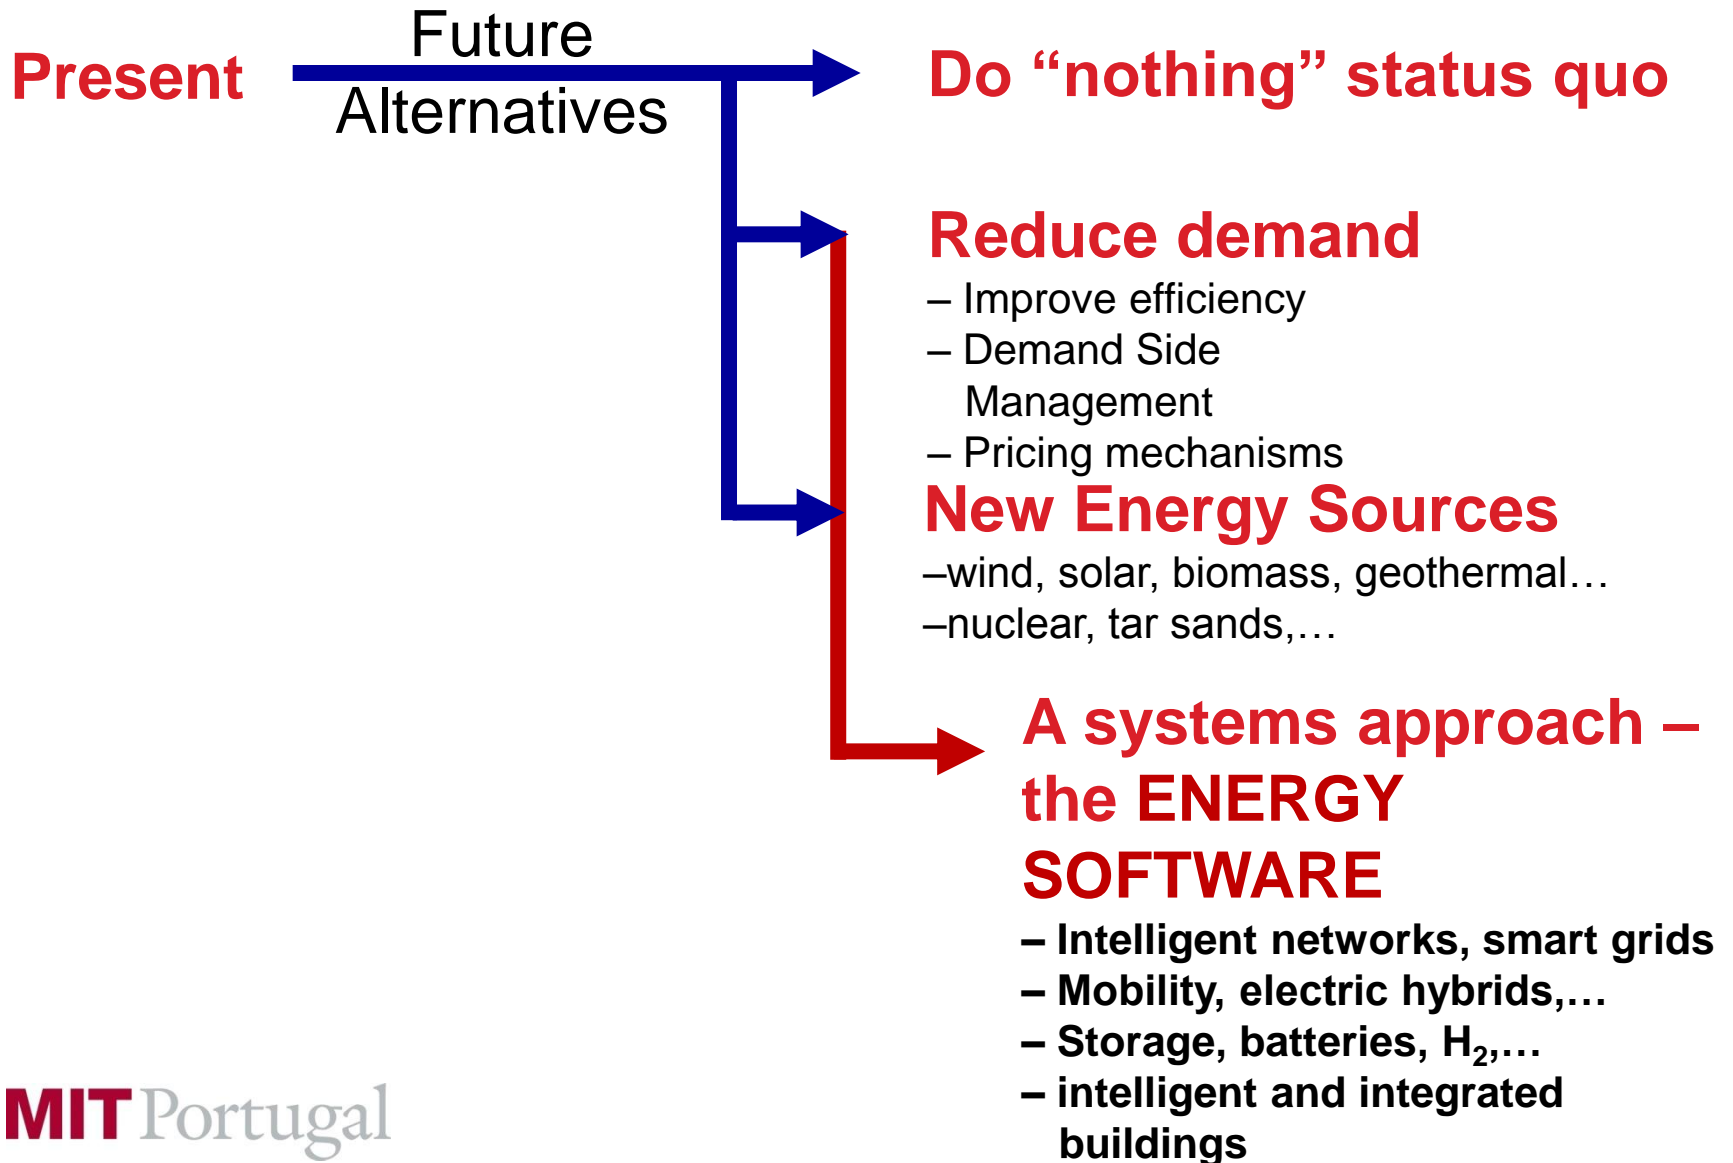 Present
Future
Alternatives
Do “nothing” status quo
Reduce demand
– Improve efficiency
– Demand Side
Management
– Pricing mechanisms
New Energy Sources
–wind, solar, biomass, geothermal…
–nuclear, tar sands,…
A systems approach –
the ENERGY
SOFTWARE
– Intelligent networks, smart grids
– Mobility, electric hybrids,…
– Storage, batteries, H₂,…
– intelligent and integrated
buildings
MIT Portugal